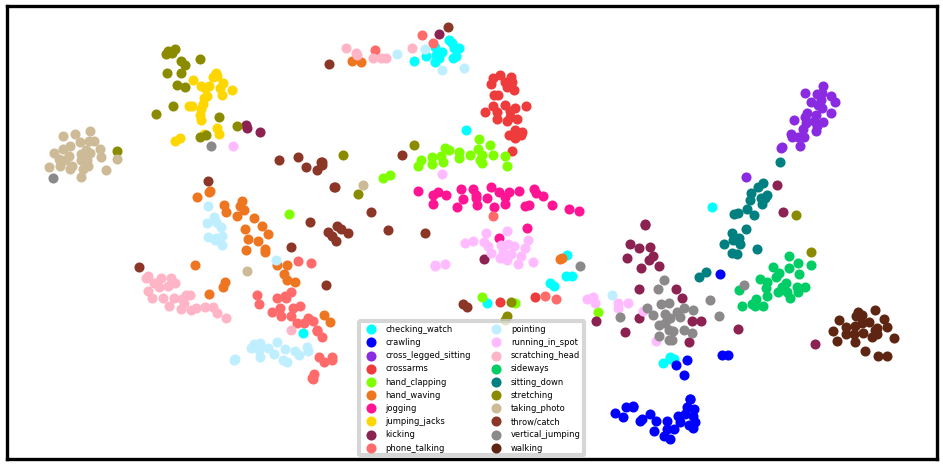 checking_watch
crawling
cross_legged_sitting
crossarms
hand_clapping
hand_waving
jogging
jumping_jacks
kicking
phone_talking
pointing
running_in_spot
scratching_head
sideways
sitting_down
stretching
taking_photo
throw/catch
vertical_jumping
walking